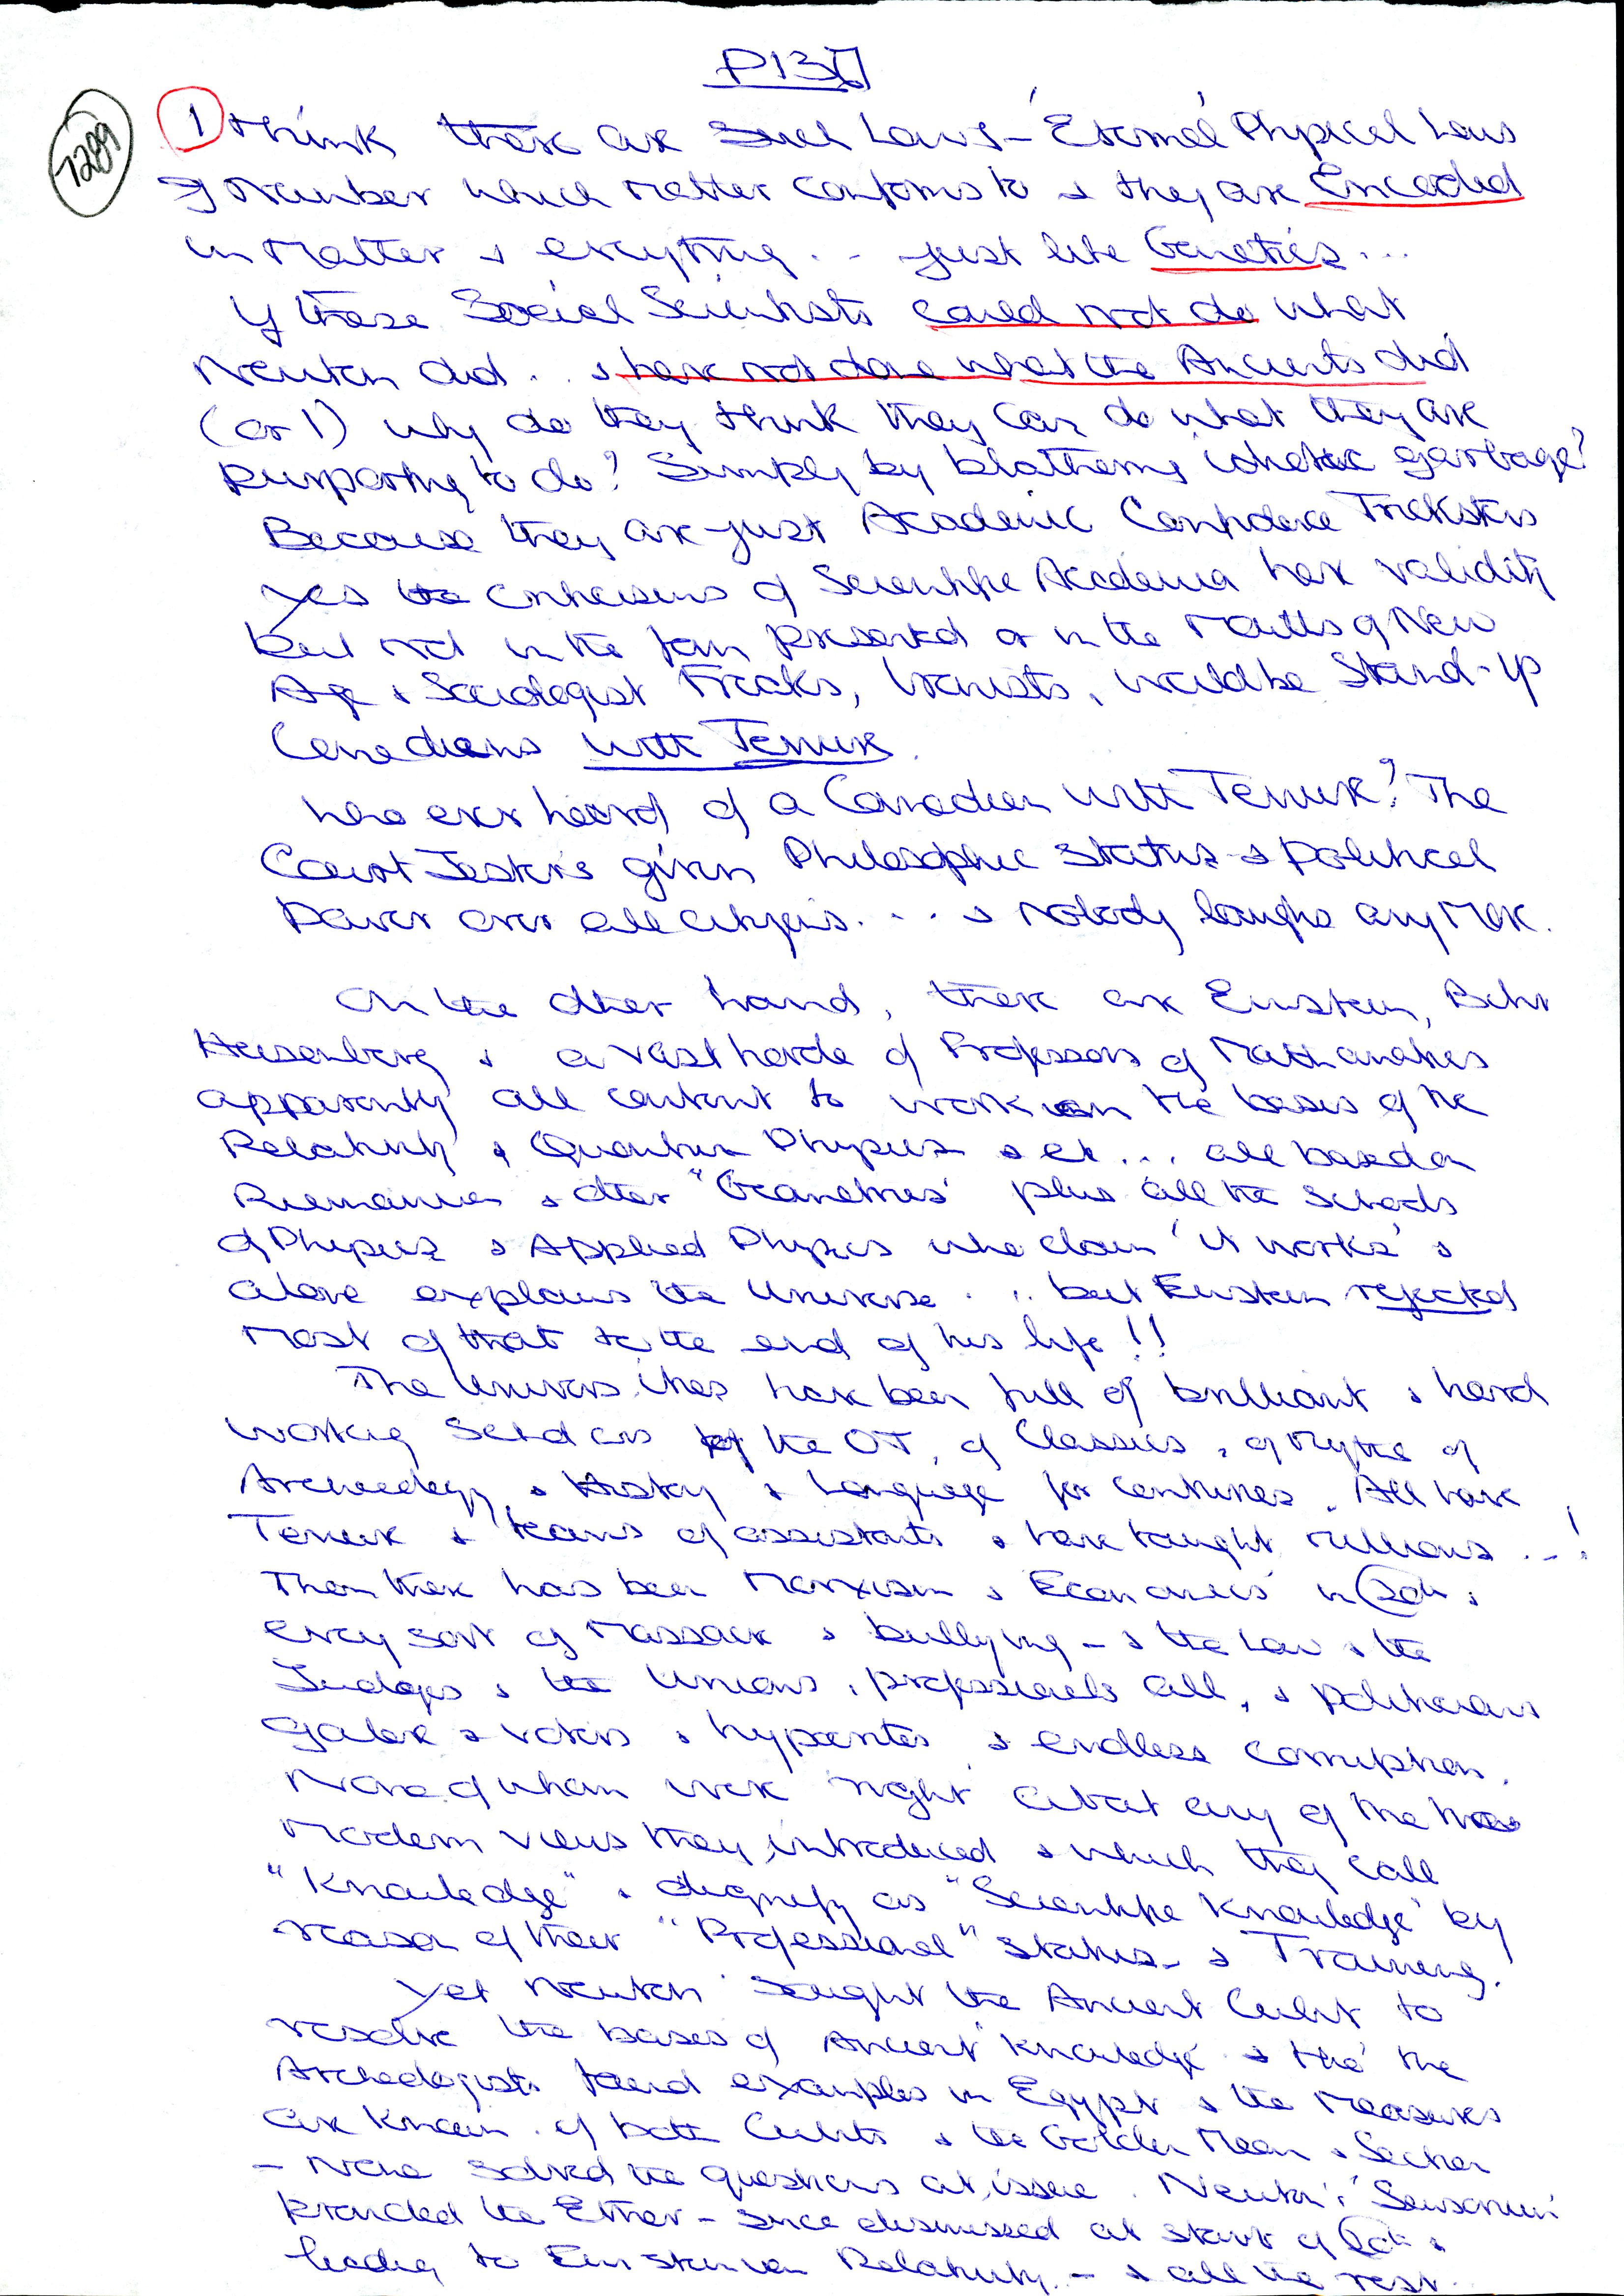 P137
7289
I think there are such Laws - 'Eternal' Physical Laws
of Number which Matter conforms to & they are Encoded
in Matter & everything... just like Genetics...
If these Social Scientists could not do what
Newton did.. & have not done what the Ancients did
(or I) why do they think they can do what they are
purporting to do? Simply by blathering garbage?
Because they are just Academic Confidence Tricksters
Yes the criticisms of Scientific Academia have validity
but not in the form presented or in the Mouths of New
Age & Sociologist Freaks, would be Stand-up
Comedians with Tenure.
Who ever heard of a Comedian with Tenure? The
Court Jesters given Philosophic Status & political
Power over all citizens.... & Nobody laughs any More.
On the other hand, there are Einstein, Bohr
Heisenberg & a vast horde of Professors of Mathematics
apparently all content to work on the bases of the
Relativity & Quantum Physics & etc... all based on
Riemannian & other "Geometries" plus all the schools
of Physics & Applied Physics who claim 'it works' &
alone explains the Universe... but Einstein rejected
Most of that to the end of his life!!
The Universities have been full of brilliant & hard
working Scholars of the OT, of Classics, of Myths of
Archaeology, & History & Language for Centuries. All have
Tenure & teams of assistants & have taught millions...!
Then there has been Marxism & Economics in 20th &
every sort of Massacre & bullying - & the Law & the
Judges & the Unions, professionals all, & politicians
galore & voters & hypocrites & endless corruption.
None of whom were 'right' about any of the
Modern views they introduced & which they call
"Knowledge" & dignify as "Scientific Knowledge" by
reason of their "Professional" status & Training.
Yet Newton sought the Ancient Cubit to
resolve the bases of Ancient Knowledge & tho' the
Archeologists found examples in Egypt & the Measures
are known of both Cubits & the Golden Mean & Section
- None solved the questions at issue. Newton's 'Sensorium'
provided the Ether - since dismissed at start of 20th &
leading to Einsteinian Relativity - & all the rest.